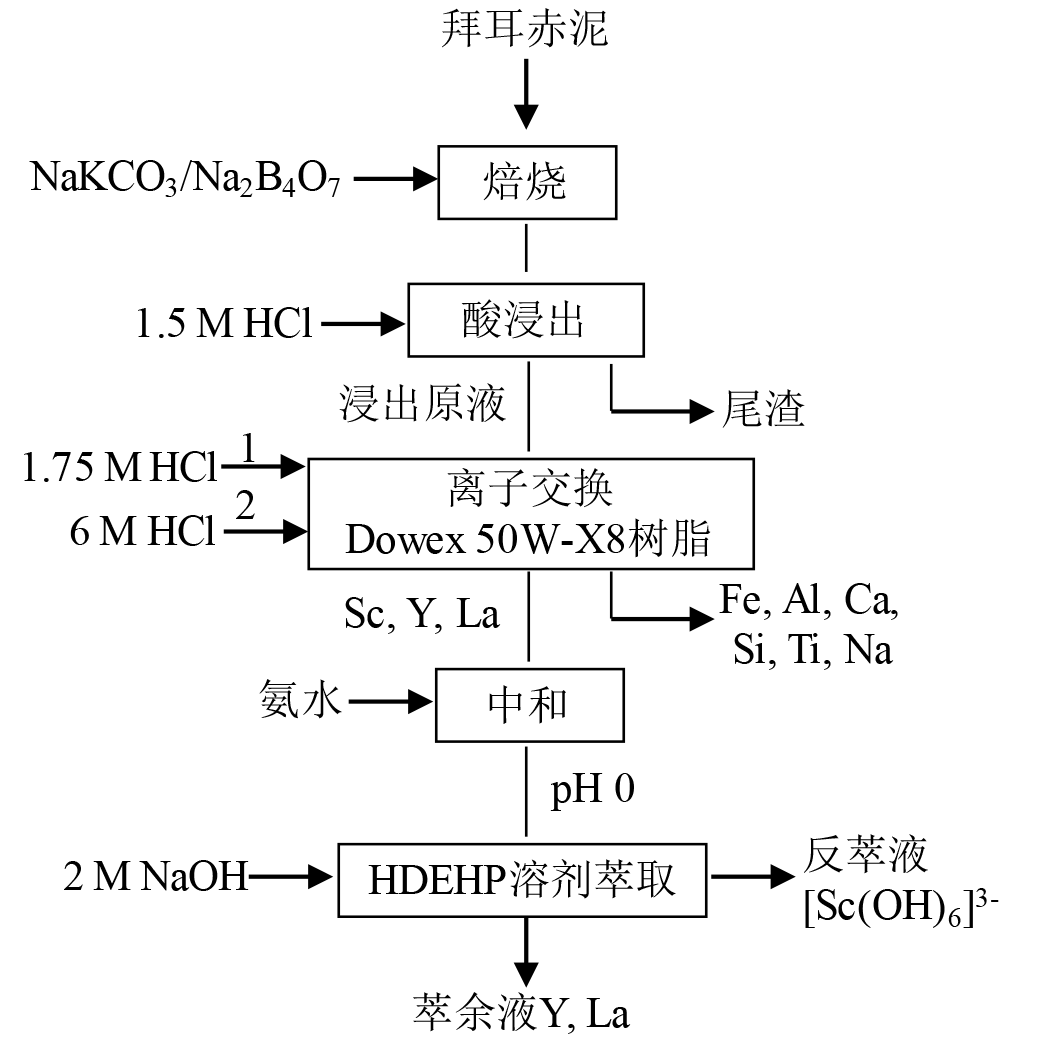 拜耳赤泥
NaKCO₃/Na₂B₄O₇
焙烧
1.5 M HCl
酸浸出
浸出原液
尾渣
1.75 M HCl
1
6 M HCl
2
离子交换
Dowex 50W-X8树脂
Sc, Y, La
Fe, Al, Ca,
Si, Ti, Na
氨水
中和
pH 0
2 M NaOH
HDEHP溶剂萃取
反萃液
[Sc(OH)₆]³⁻
萃余液Y, La